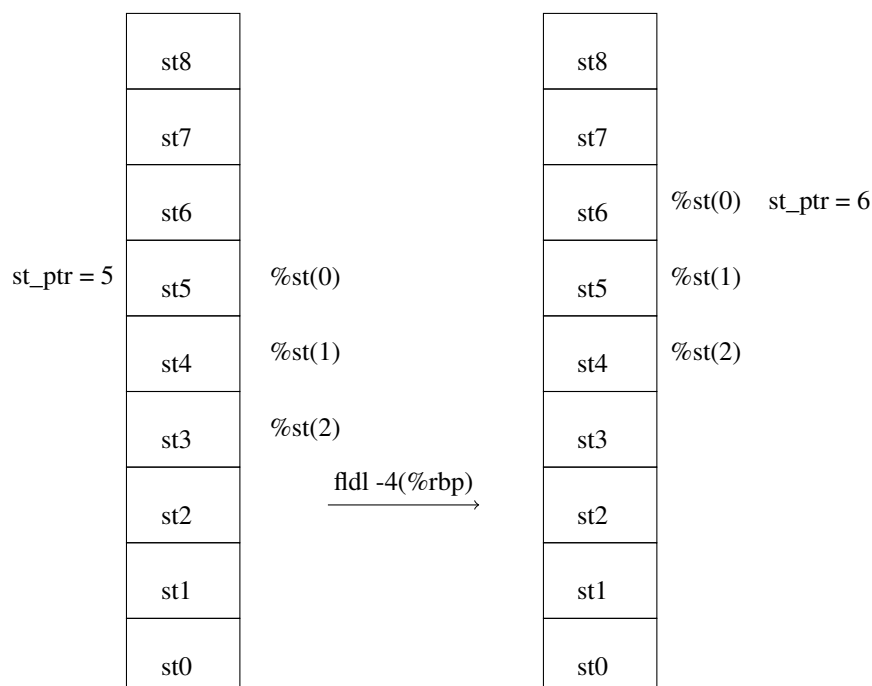 st8 st8
st7 st7
st6 %st(0) st_ptr = 6
st_ptr = 5 st5 %st(0) st5 %st(1)
st4 %st(1) st4 %st(2)
st3 %st(2) st3
fldl -4(%rbp)
st2 st2
st1 st1
st0 st0